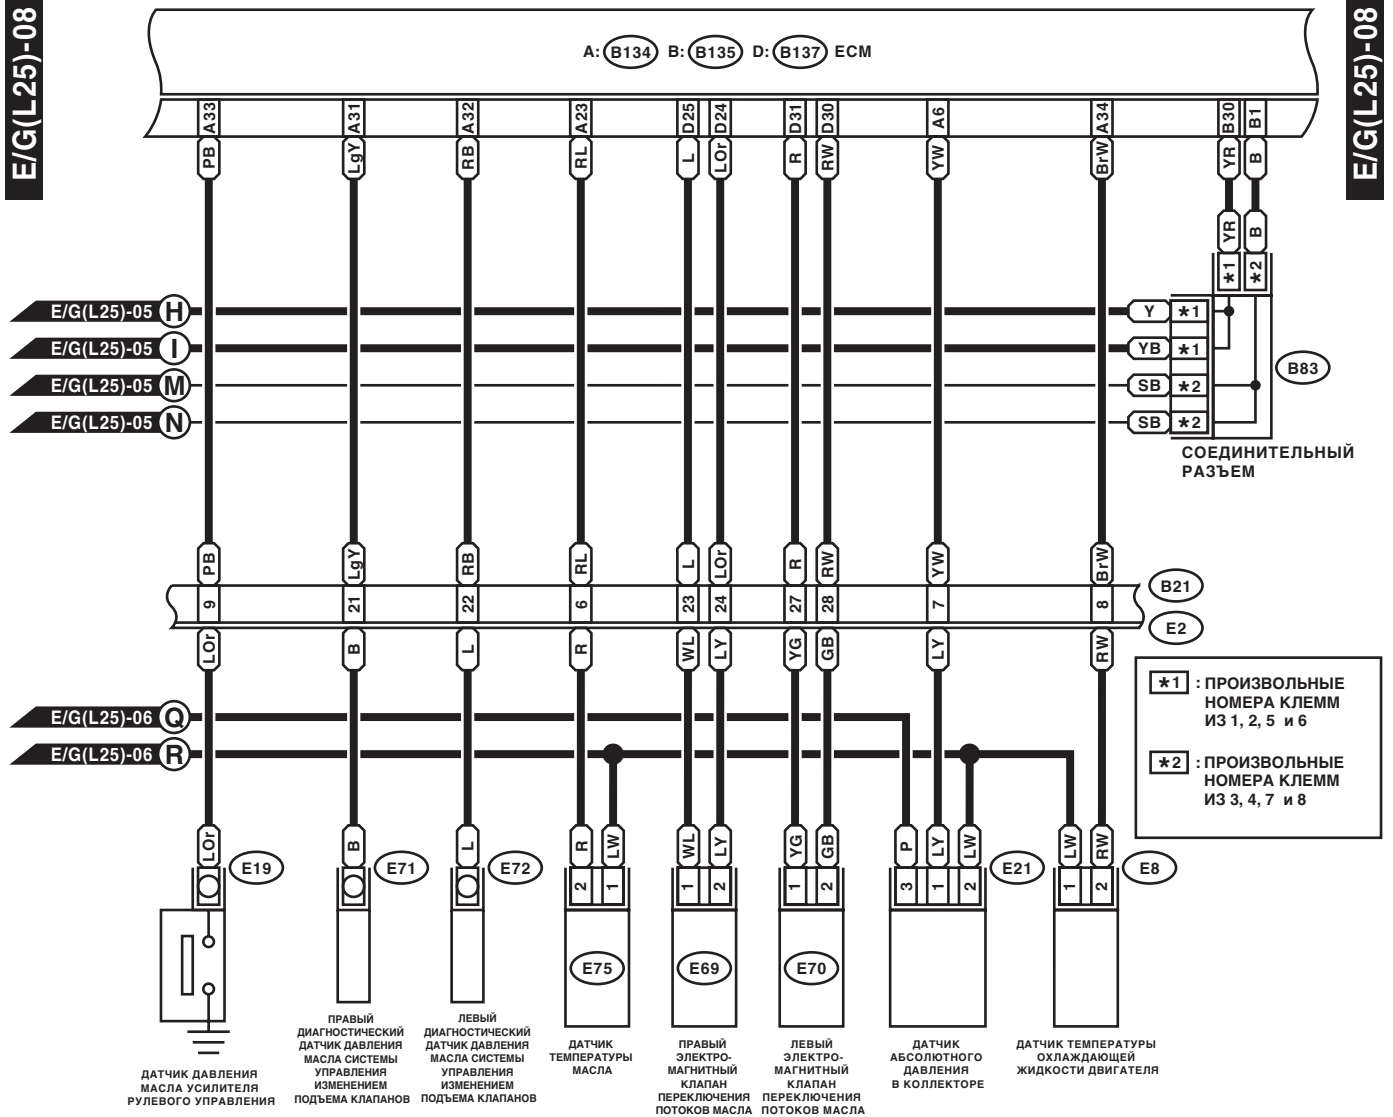 E/G(L25)-08
E/G(L25)-08
A: B134 B: B135 D: B137 ECM
A33 A31 A32 A23 D25 D24 D31 D30 A6 A34 B30 B1
PB LgY RB RL L LOr R RW YW BrW YR B
YR B
*1 *2
E/G(L25)-05 H Y *1
E/G(L25)-05 I YB *1
B83
E/G(L25)-05 M SB *2
E/G(L25)-05 N SB *2
СОЕДИНИТЕЛЬНЫЙ
РАЗЪЕМ
PB LgY RB RL L LOr R RW YW BrW
B21
9 21 22 6 23 24 27 28 7 8
E2
LOr B L R WL LY YG GB LY RW
*1 : ПРОИЗВОЛЬНЫЕ
НОМЕРА КЛЕММ
ИЗ 1, 2, 5 и 6
*2 : ПРОИЗВОЛЬНЫЕ
НОМЕРА КЛЕММ
ИЗ 3, 4, 7 и 8
E/G(L25)-06 Q
E/G(L25)-06 R
LOr B L R LW WL LY YG GB P LY LW LW RW
E19 E71 E72 E21 E8
2 1 1 2 1 2 3 1 2 1 2
E75 E69 E70
ДАТЧИК ДАВЛЕНИЯ
МАСЛА УСИЛИТЕЛЯ
РУЛЕВОГО УПРАВЛЕНИЯ
ПРАВЫЙ
ДИАГНОСТИЧЕСКИЙ
ДАТЧИК ДАВЛЕНИЯ
МАСЛА СИСТЕМЫ
УПРАВЛЕНИЯ
ИЗМЕНЕНИЕМ
ПОДЪЕМА КЛАПАНОВ
ЛЕВЫЙ
ДИАГНОСТИЧЕСКИЙ
ДАТЧИК ДАВЛЕНИЯ
МАСЛА СИСТЕМЫ
УПРАВЛЕНИЯ
ИЗМЕНЕНИЕМ
ПОДЪЕМА КЛАПАНОВ
ДАТЧИК
ТЕМПЕРАТУРЫ
МАСЛА
ПРАВЫЙ
ЭЛЕКТРО-
МАГНИТНЫЙ
КЛАПАН
ПЕРЕКЛЮЧЕНИЯ
ПОТОКОВ МАСЛА
ЛЕВЫЙ
ЭЛЕКТРО-
МАГНИТНЫЙ
КЛАПАН
ПЕРЕКЛЮЧЕНИЯ
ПОТОКОВ МАСЛА
ДАТЧИК
АБСОЛЮТНОГО
ДАВЛЕНИЯ
В КОЛЛЕКТОРЕ
ДАТЧИК ТЕМПЕРАТУРЫ
ОХЛАЖДАЮЩЕЙ
ЖИДКОСТИ ДВИГАТЕЛЯ